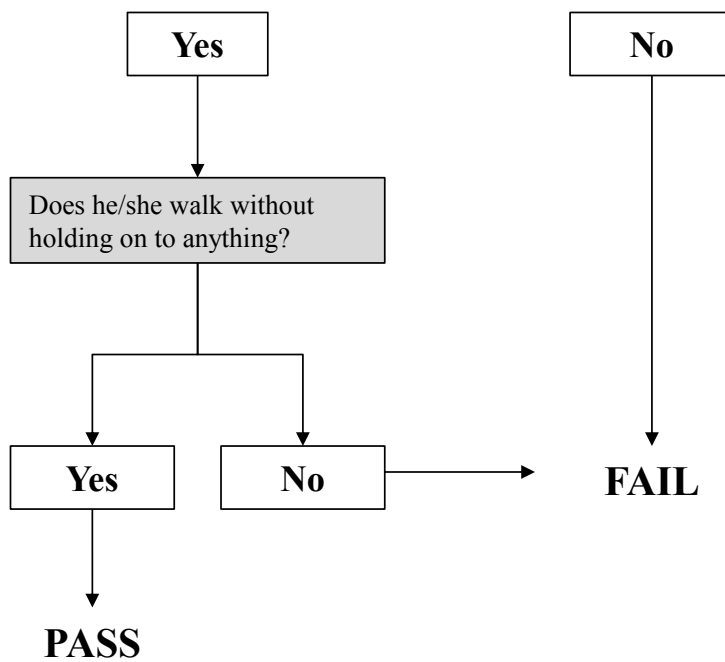 Yes
No
Does he/she walk without
holding on to anything?
Yes
No
FAIL
PASS